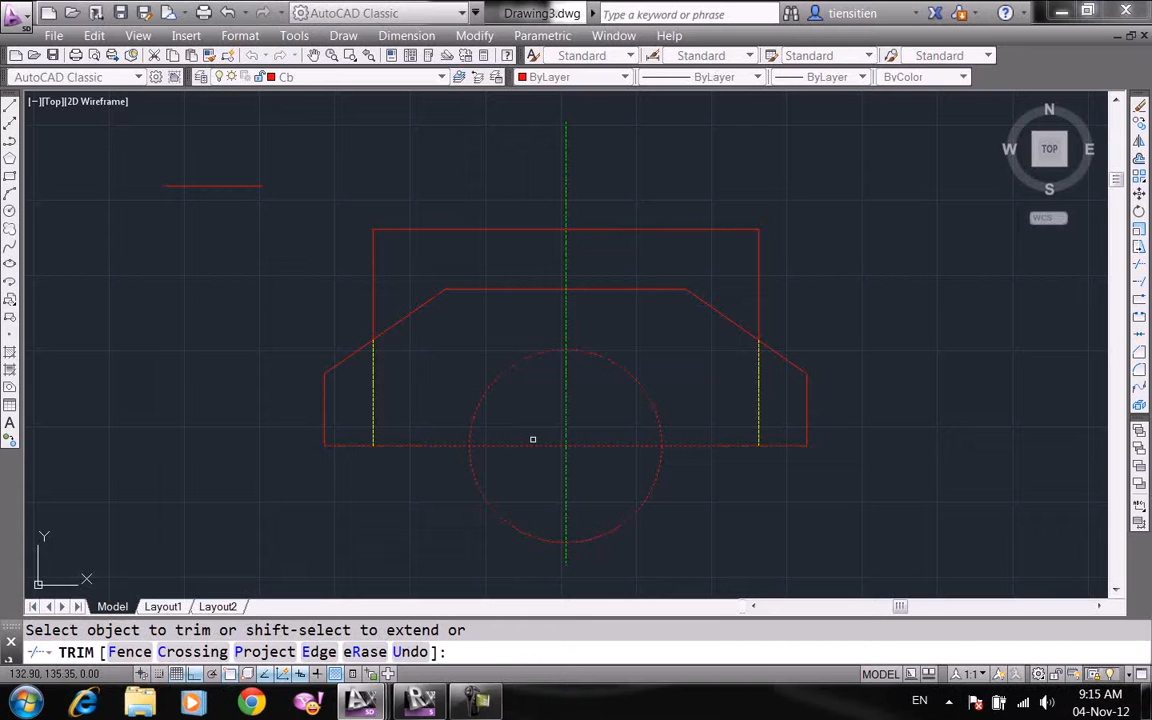 AutoCAD Classic Drawing3.dwg Type a keyword or phrase tiensitien
SD
File Edit View Insert Format Tools Draw Dimension Modify Parametric Window Help
Standard Standard Standard Standard
AutoCAD Classic Cb ByLayer ByLayer ByLayer ByColor
[−][Top][2D Wireframe]
N
W TOP E
S
WCS
A
Y
X
Model Layout1 Layout2
Select object to trim or shift-select to extend or
TRIM [Fence Crossing Project Edge eRase Undo]:
132.90, 135.35, 0.00 MODEL 1:1
EN 9:15 AM
04-Nov-12